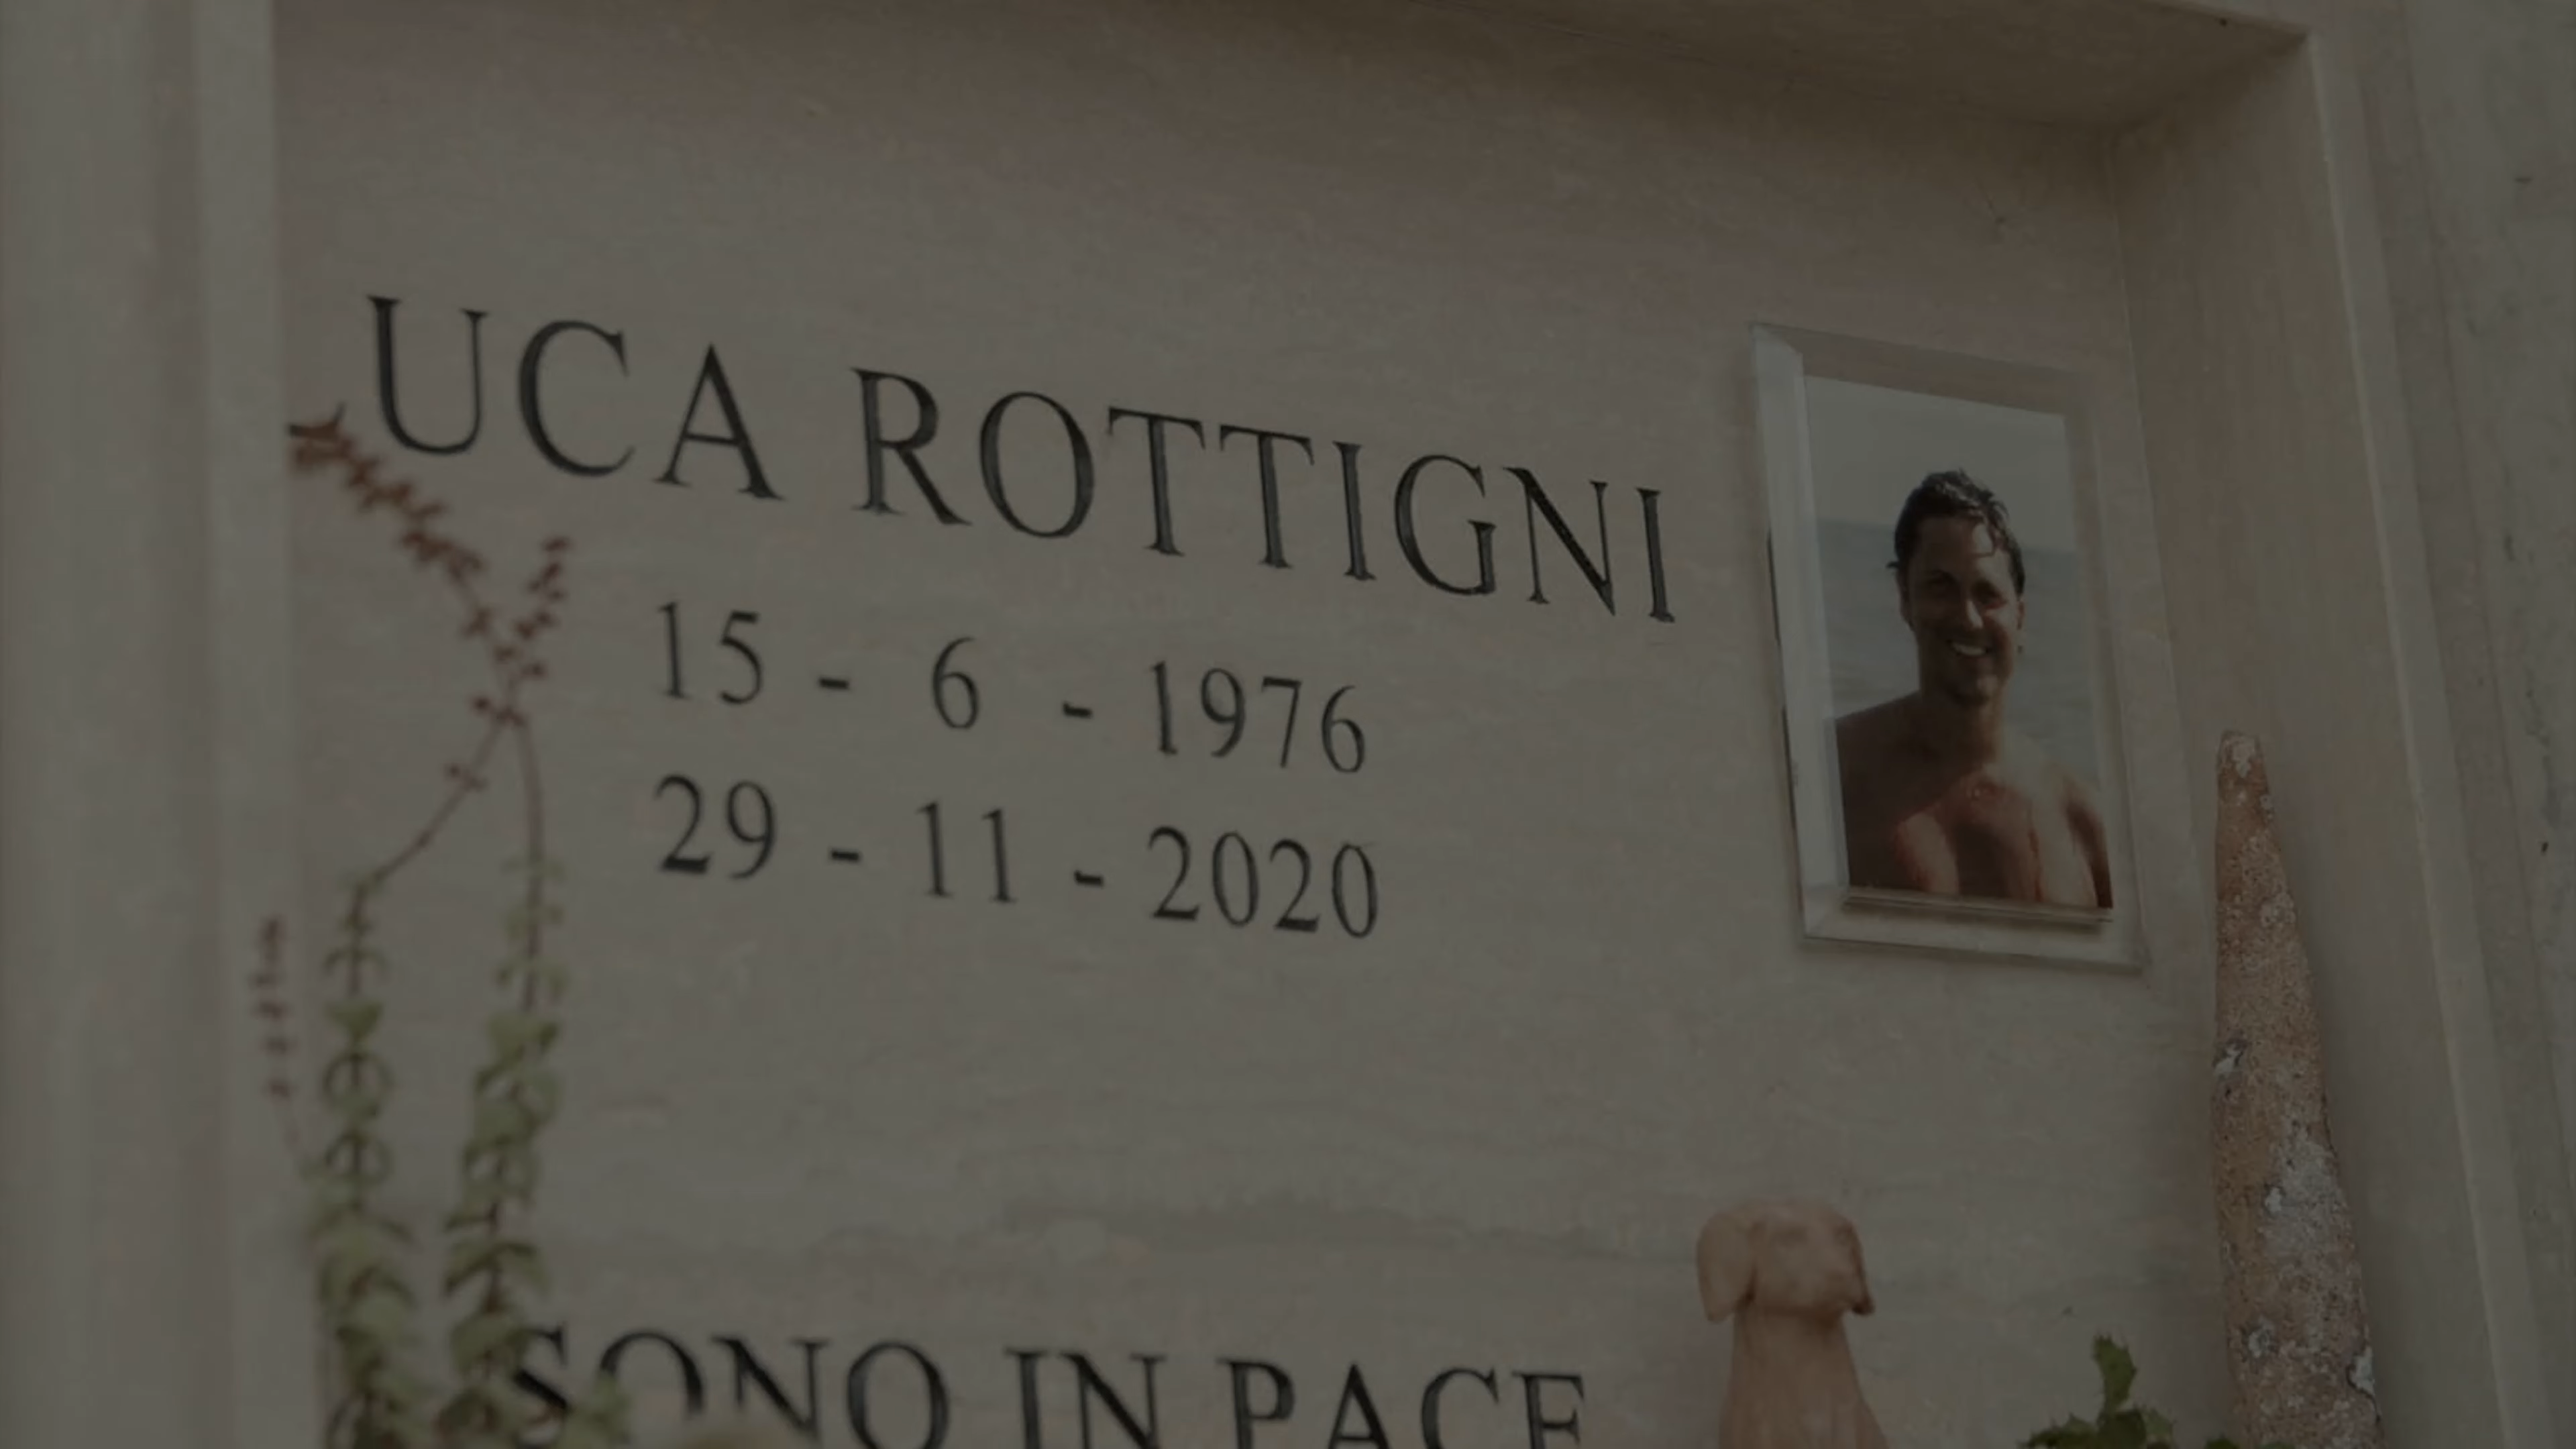 UCA ROTTIGNI
15 - 6 - 1976
29 - 11 - 2020
SONO IN PACE